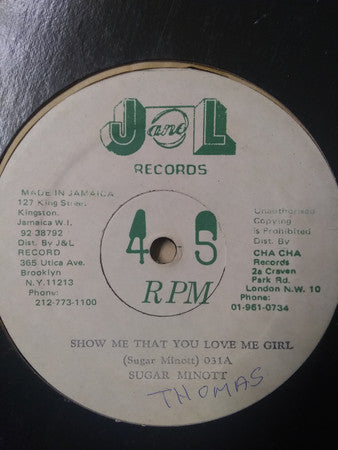 J and L
RECORDS
MADE IN JAMAICA
127 King Street
Kingston,
Jamaica W.I.
92 38792
Dist. By J&L
RECORD
365 Utica Ave.
Brooklyn
N.Y. 11213
Phone:
212-773-1100
45
RPM
Unauthorised
Copying
is Prohibited
Dist. By
CHA CHA
Records
2a Craven
Park Rd.
London N.W. 10
Phone:
01-961-0734
SHOW ME THAT YOU LOVE ME GIRL
(Sugar Minott) 031A
SUGAR MINOTT
THOMAS